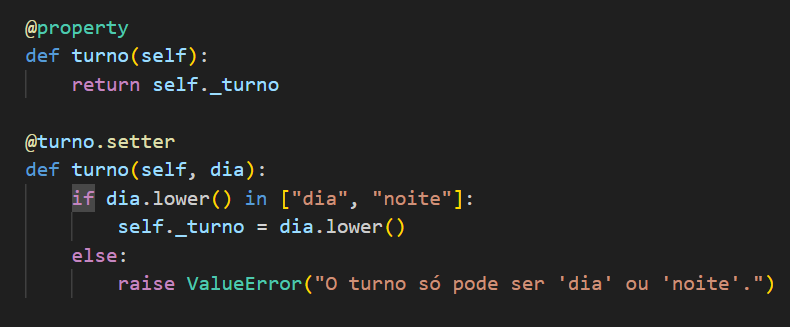 @property
def turno(self):
    return self._turno

@turno.setter
def turno(self, dia):
    if dia.lower() in ["dia", "noite"]:
        self._turno = dia.lower()
    else:
        raise ValueError("O turno só pode ser 'dia' ou 'noite'.")